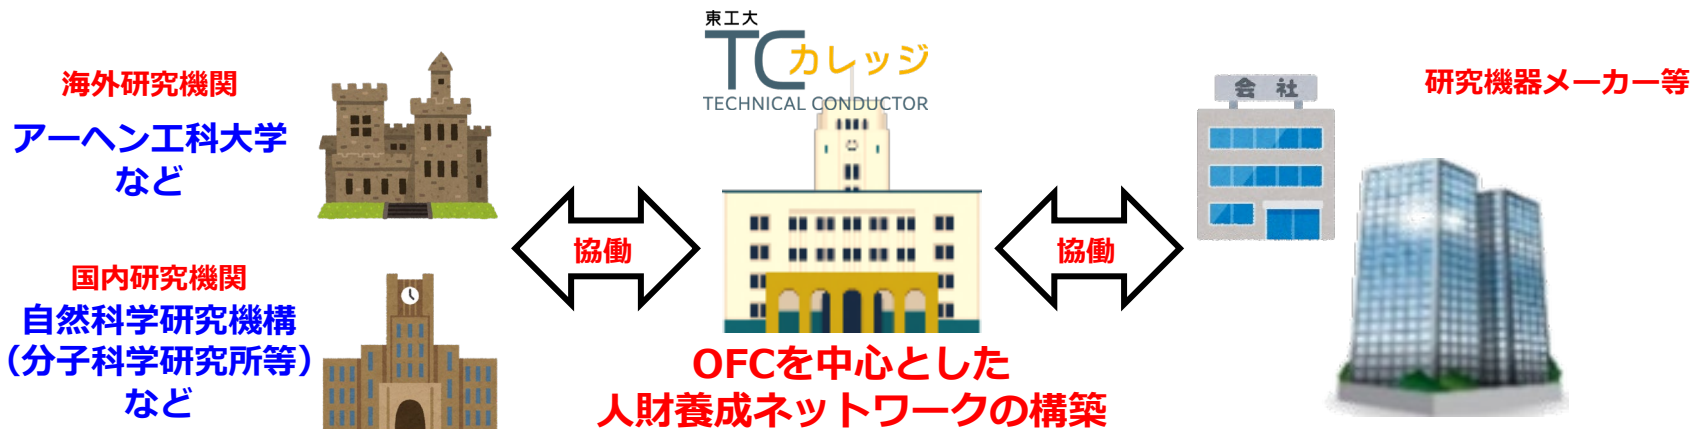 海外研究機関
アーヘン工科大学
など
国内研究機関
自然科学研究機構
（分子科学研究所等）
など
協働
東工大
TCカレッジ
TECHNICAL CONDUCTOR
OFCを中心とした
人財養成ネットワークの構築
協働
会社
研究機器メーカー等